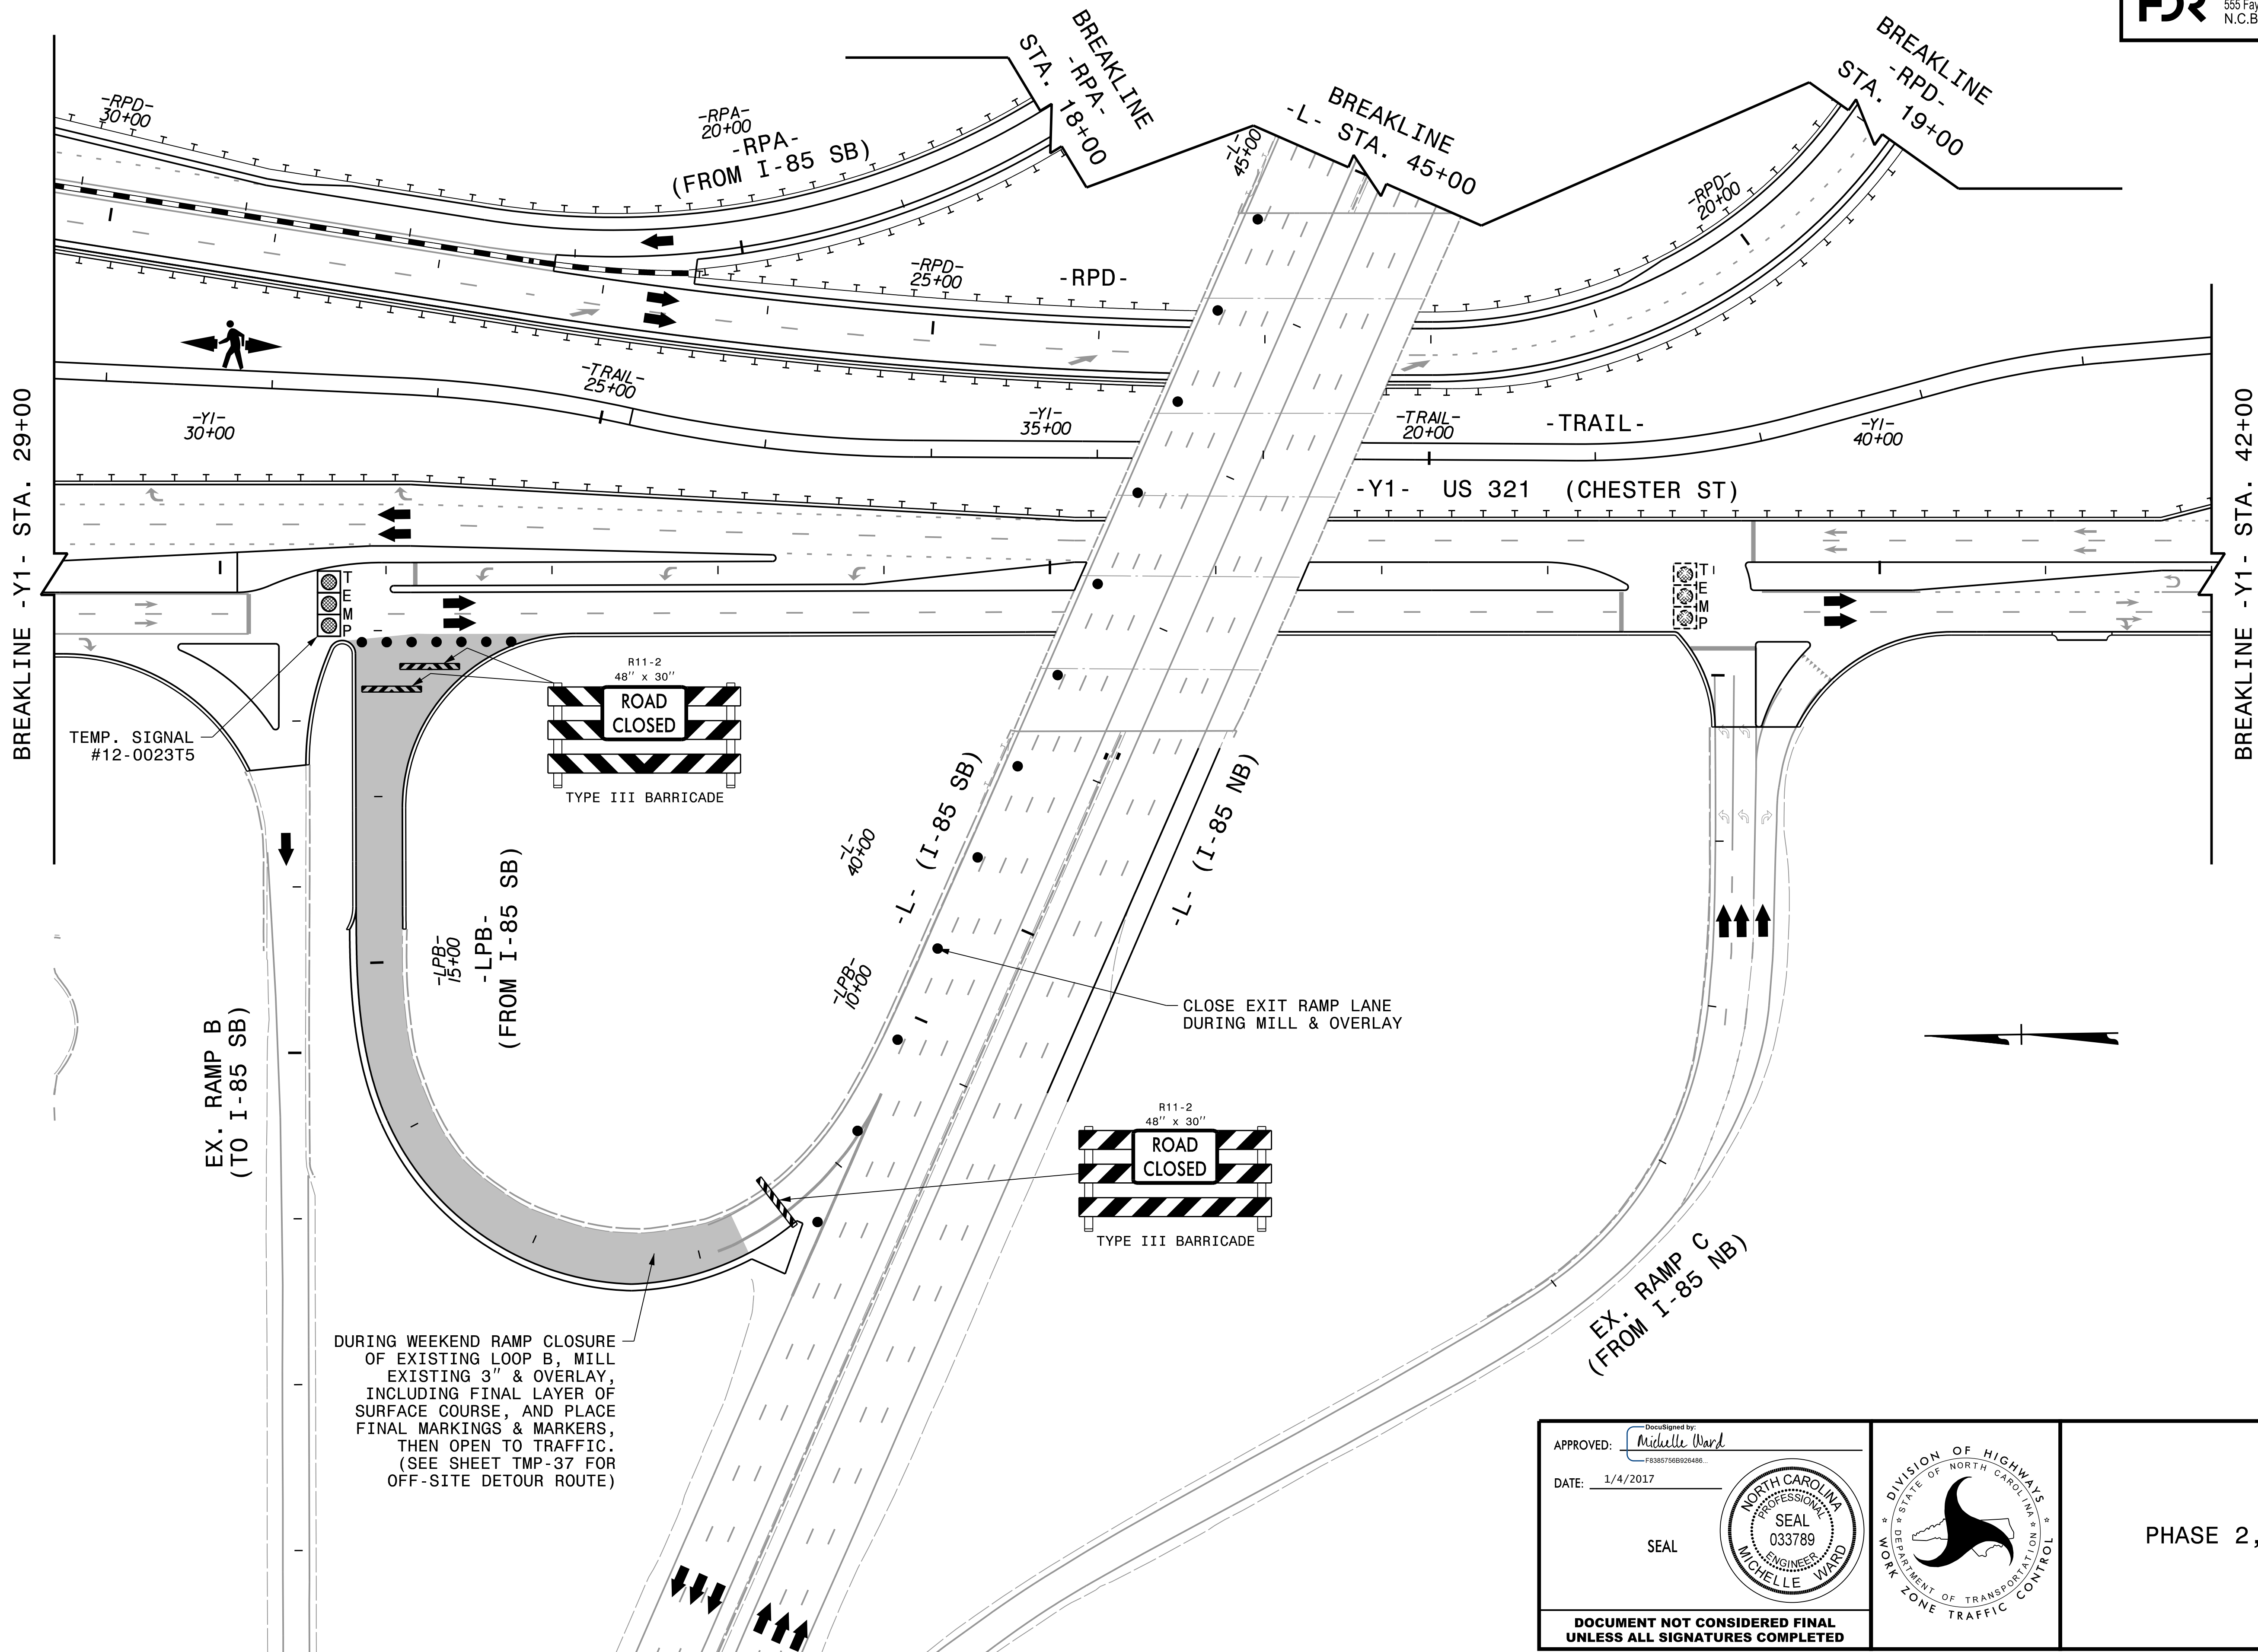 555 Fay
N.C.B
BREAKLINE
-RPA-
STA. 18+00
BREAKLINE
-L- STA. 45+00
BREAKLINE
-RPD-
STA. 19+00
-RPD-
30+00
-RPA-
20+00
-RPA-
(FROM I-85 SB)
-L-
45+00
-RPD-
20+00
-RPD-
25+00
-RPD-
-TRAIL-
25+00
-Y1-
30+00
-Y1-
35+00
-TRAIL-
20+00
-TRAIL-
-Y1-
40+00
BREAKLINE -Y1- STA. 29+00
BREAKLINE -Y1- STA. 42+00
-Y1- US 321 (CHESTER ST)
TEMP
TEMP
TEMP. SIGNAL
#12-0023T5
R11-2
48" x 30"
ROAD
CLOSED
TYPE III BARRICADE
-L- (I-85 SB)
-L- (I-85 NB)
-L-
40+00
-LPB-
15+00
-LPB-
(FROM I-85 SB)
-LPB-
10+00
EX. RAMP B
(TO I-85 SB)
CLOSE EXIT RAMP LANE
DURING MILL & OVERLAY
R11-2
48" x 30"
ROAD
CLOSED
TYPE III BARRICADE
EX. RAMP C
(FROM I-85 NB)
DURING WEEKEND RAMP CLOSURE
OF EXISTING LOOP B, MILL
EXISTING 3" & OVERLAY,
INCLUDING FINAL LAYER OF
SURFACE COURSE, AND PLACE
FINAL MARKINGS & MARKERS,
THEN OPEN TO TRAFFIC.
(SEE SHEET TMP-37 FOR
OFF-SITE DETOUR ROUTE)
DocuSigned by:
APPROVED: Michelle Ward
F8385756B926486...
DATE: 1/4/2017
SEAL
NORTH CAROLINA
PROFESSIONAL
SEAL
033789
ENGINEER
MICHELLE WARD
DOCUMENT NOT CONSIDERED FINAL
UNLESS ALL SIGNATURES COMPLETED
DIVISION OF HIGHWAYS
STATE OF NORTH CAROLINA
DEPARTMENT OF TRANSPORTATION
WORK ZONE TRAFFIC CONTROL
PHASE 2,